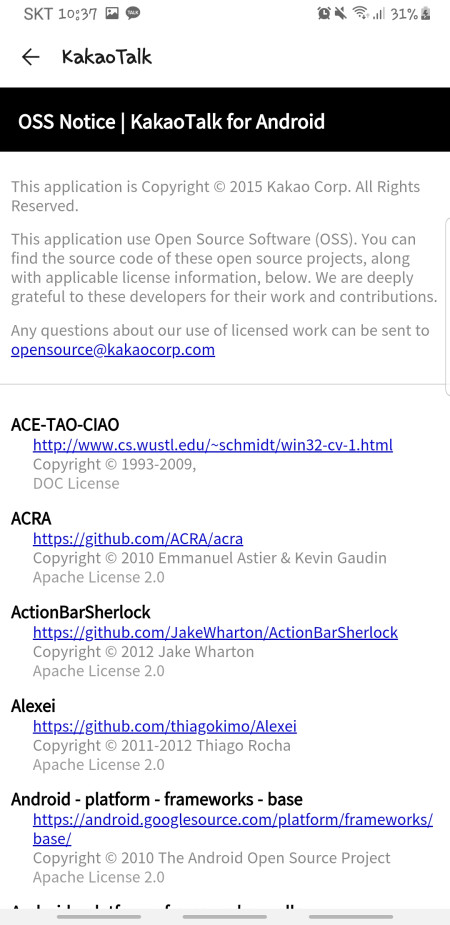 SKT 10:37 TALK 31%
KakaoTalk
OSS Notice | KakaoTalk for Android
This application is Copyright © 2015 Kakao Corp. All Rights
Reserved.
This application use Open Source Software (OSS). You can
find the source code of these open source projects, along
with applicable license information, below. We are deeply
grateful to these developers for their work and contributions.
Any questions about our use of licensed work can be sent to
opensource@kakaocorp.com
ACE-TAO-CIAO
http://www.cs.wustl.edu/~schmidt/win32-cv-1.html
Copyright © 1993-2009,
DOC License
ACRA
https://github.com/ACRA/acra
Copyright © 2010 Emmanuel Astier & Kevin Gaudin
Apache License 2.0
ActionBarSherlock
https://github.com/JakeWharton/ActionBarSherlock
Copyright © 2012 Jake Wharton
Apache License 2.0
Alexei
https://github.com/thiagokimo/Alexei
Copyright © 2011-2012 Thiago Rocha
Apache License 2.0
Android - platform - frameworks - base
https://android.googlesource.com/platform/frameworks/
base/
Copyright © 2010 The Android Open Source Project
Apache License 2.0